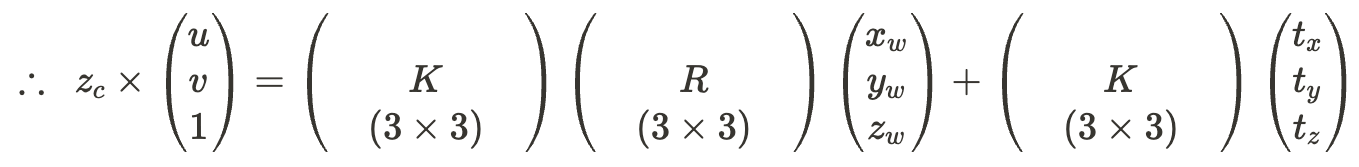 ∴ z_c × (u v 1) = (K (3 × 3)) (R (3 × 3)) (x_w y_w z_w) + (K (3 × 3)) (t_x t_y t_z)